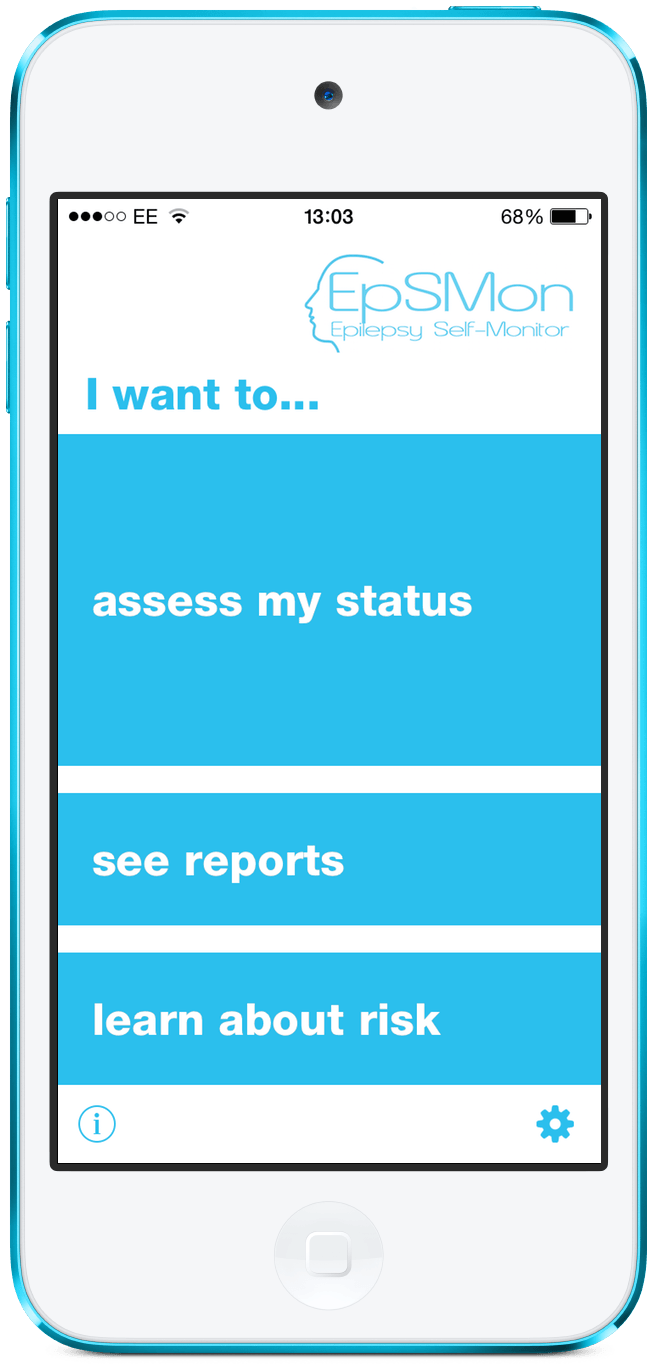 EE 13:03 68%
EpSMon
Epilepsy Self-Monitor
I want to...
assess my status
see reports
learn about risk
i